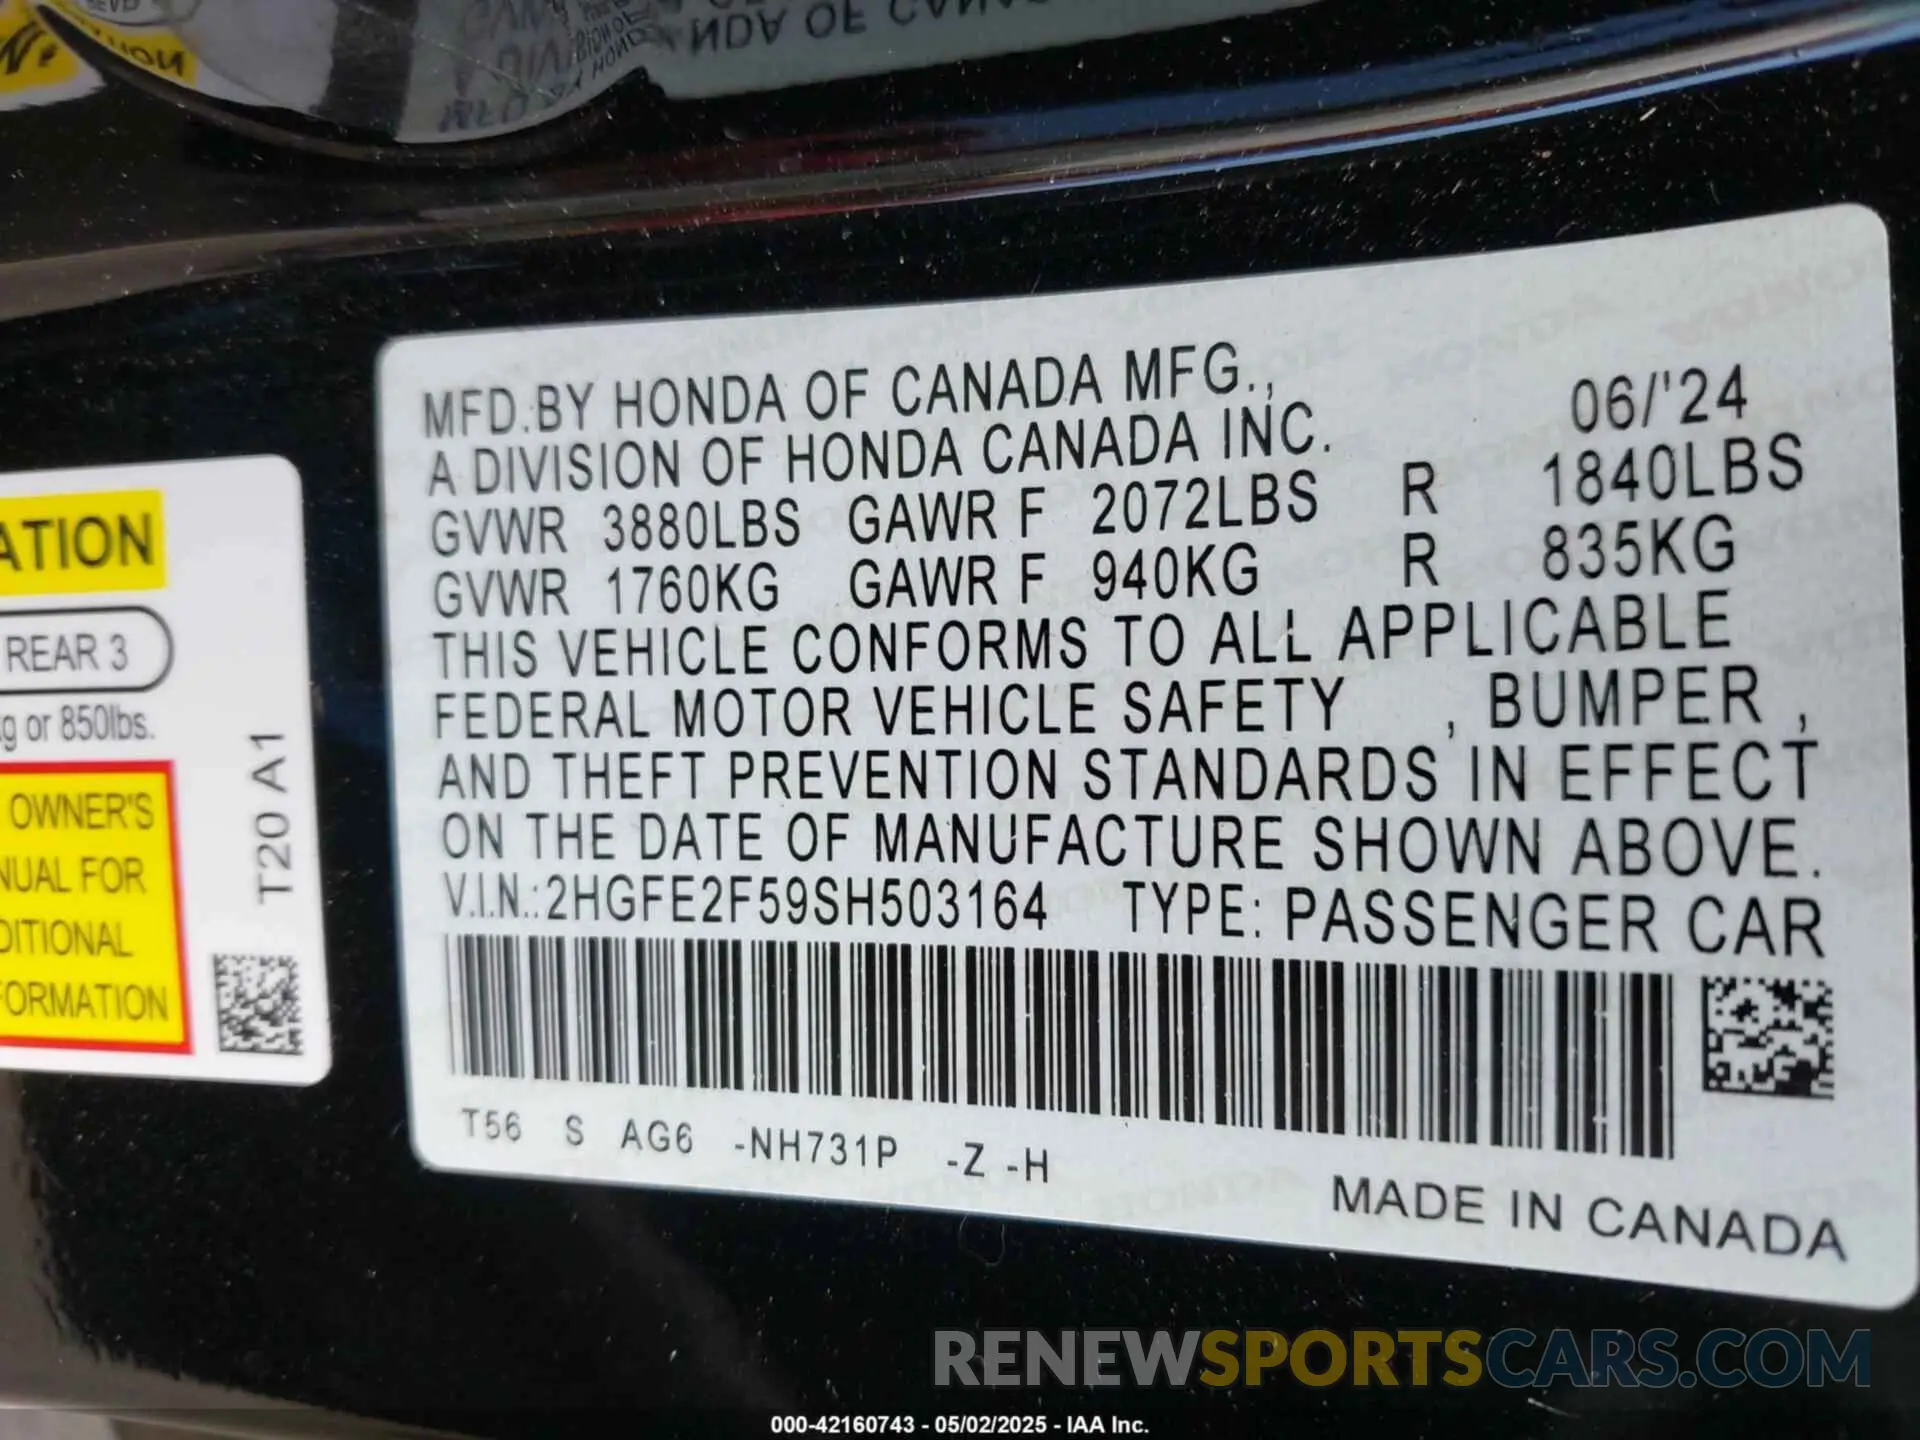 ATION
REAR 3
g or 850lbs.
OWNER'S
NUAL FOR
DITIONAL
FORMATION
T20 A1
MFD.BY HONDA OF CANADA MFG., 06/'24
A DIVISION OF HONDA CANADA INC.
GVWR 3880LBS GAWR F 2072LBS R 1840LBS
GVWR 1760KG GAWR F 940KG R 835KG
THIS VEHICLE CONFORMS TO ALL APPLICABLE
FEDERAL MOTOR VEHICLE SAFETY , BUMPER ,
AND THEFT PREVENTION STANDARDS IN EFFECT
ON THE DATE OF MANUFACTURE SHOWN ABOVE.
V.I.N.:2HGFE2F59SH503164 TYPE: PASSENGER CAR
T56 S AG6 -NH731P -Z -H
MADE IN CANADA
RENEWSPORTSCARS.COM
000-42160743 - 05/02/2025 - IAA Inc.